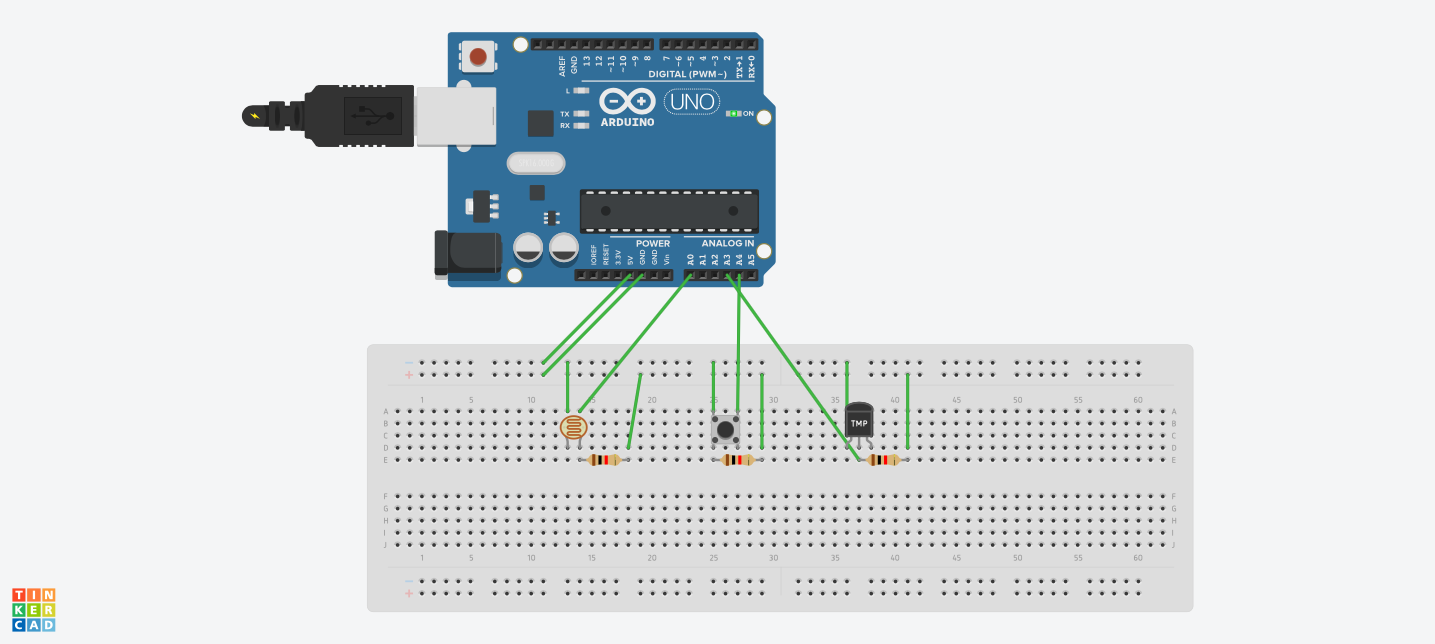 AREF GND 13 12 ~11 ~10 ~9 8 7 ~6 ~5 4 ~3 2 TX→1 RX←0
DIGITAL (PWM~)
L
TX
RX
UNO
ON
ARDUINO
POWER ANALOG IN
IOREF RESET 3.3V 5V GND GND Vin A0 A1 A2 A3 A4 A5
− +
1 5 10 15 20 25 30 35 40 45 50 55 60
A A
B B
TMP
C C
D D
E E
F F
G G
H H
I I
J J
1 5 10 15 20 25 30 35 40 45 50 55 60
− +
TIN
KER
CAD